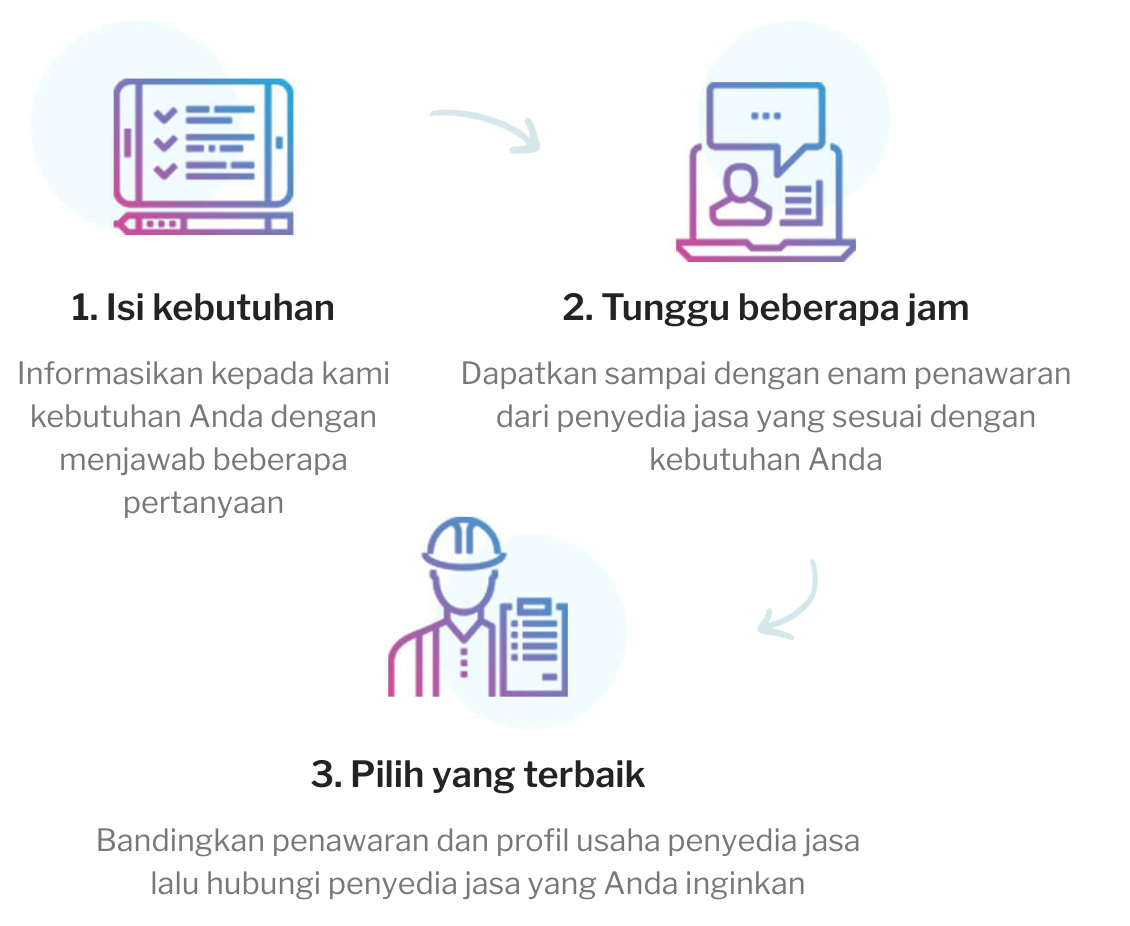 1. Isi kebutuhan
Informasikan kepada kami
kebutuhan Anda dengan
menjawab beberapa
pertanyaan
2. Tunggu beberapa jam
Dapatkan sampai dengan enam penawaran
dari penyedia jasa yang sesuai dengan
kebutuhan Anda
3. Pilih yang terbaik
Bandingkan penawaran dan profil usaha penyedia jasa
lalu hubungi penyedia jasa yang Anda inginkan